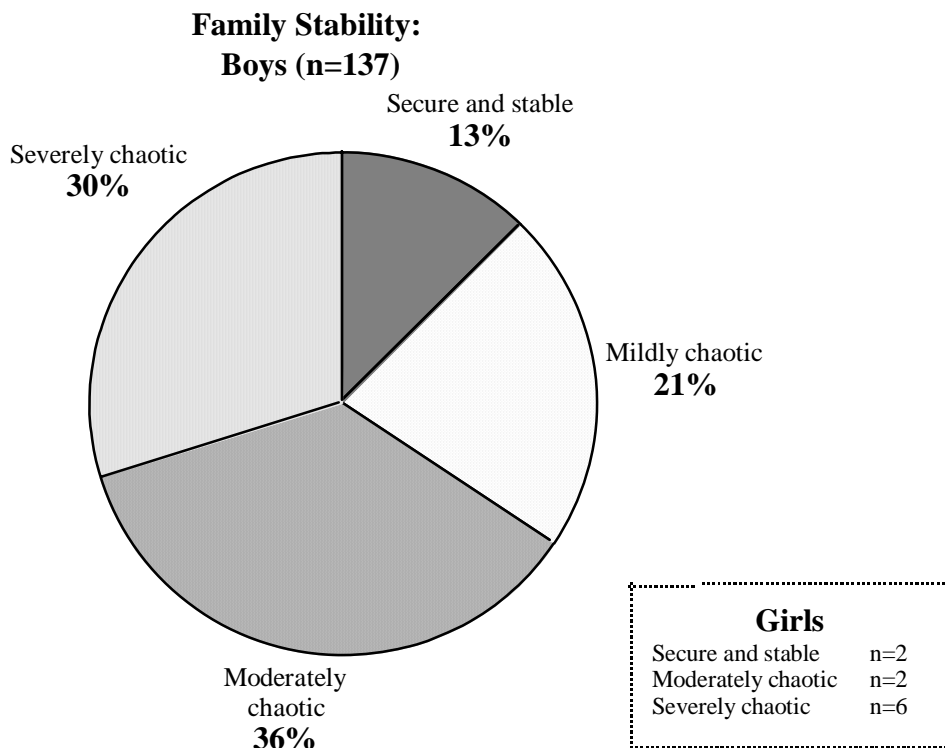 Family Stability:
Boys (n=137)
Secure and stable
13%
Severely chaotic
30%
Mildly chaotic
21%
Moderately
chaotic
36%
Girls
Secure and stable n=2
Moderately chaotic n=2
Severely chaotic n=6